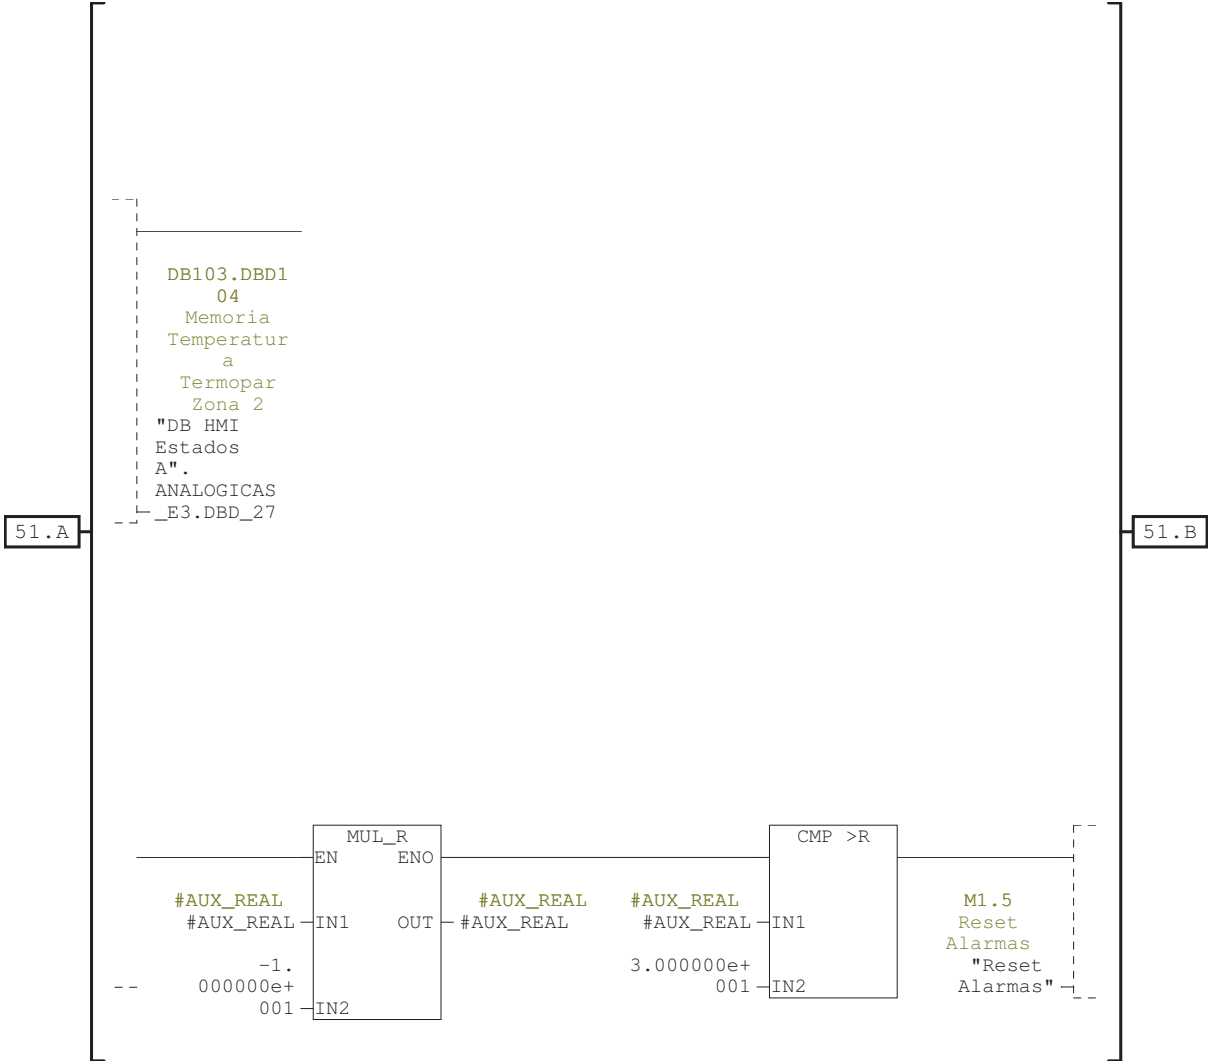 DB103.DBD1
04
Memoria
Temperatur
a
Termopar
Zona 2
"DB HMI
Estados
A".
ANALOGICAS
_E3.DBD_27
51.A
51.B
MUL_R
EN ENO
#AUX_REAL
#AUX_REAL
IN1 OUT
#AUX_REAL
#AUX_REAL
-1.
000000e+
001
IN2
CMP >R
#AUX_REAL
#AUX_REAL
IN1
3.000000e+
001
IN2
M1.5
Reset
Alarmas
"Reset
Alarmas"